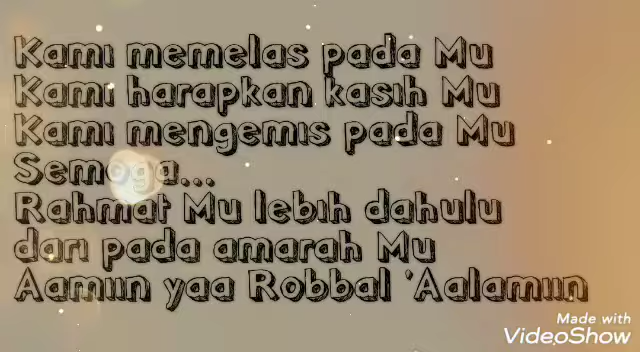 Kami memelas pada Mu
Kami harapkan kasih Mu
Kami mengemis pada Mu
Semoga...
Rahmat Mu lebih dahulu
dari pada amarah Mu
Aamiin yaa Robbal 'Aalamiin
Made with
VideoShow